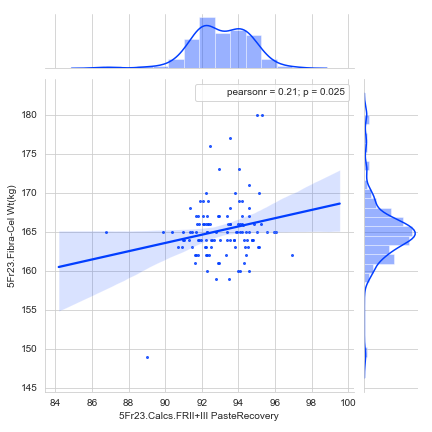 pearsonr = 0.21; p = 0.025
180
175
170
165
160
155
150
145
5Fr23.Fibra-Cel Wt(kg)
84 86 88 90 92 94 96 98 100
5Fr23.Calcs.FRII+III PasteRecovery